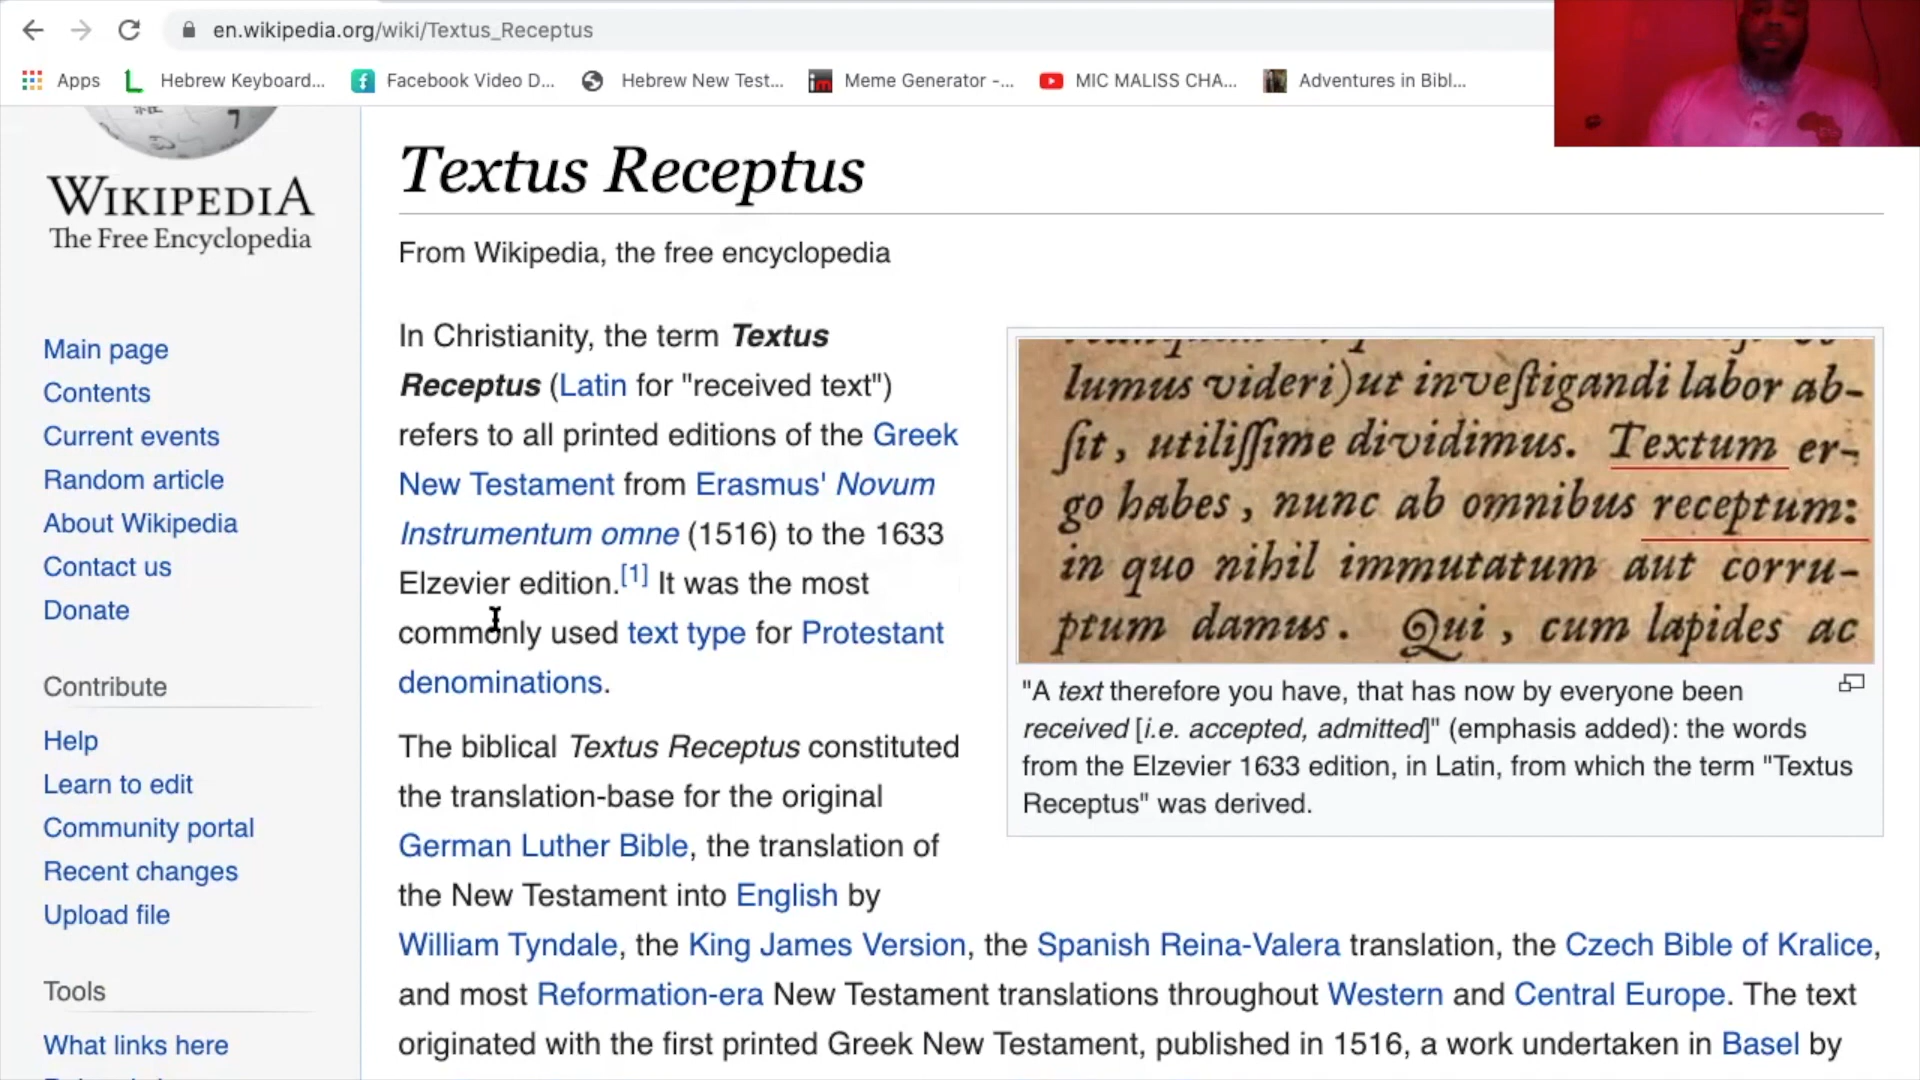 en.wikipedia.org/wiki/Textus_Receptus
Apps
Hebrew Keyboard...
Facebook Video D...
Hebrew New Test...
Meme Generator -...
MIC MALISS CHA...
Adventures in Bibl...
WIKIPEDIA
The Free Encyclopedia
Main page
Contents
Current events
Random article
About Wikipedia
Contact us
Donate
Contribute
Help
Learn to edit
Community portal
Recent changes
Upload file
Tools
What links here
Textus Receptus
From Wikipedia, the free encyclopedia
In Christianity, the term Textus
Receptus (Latin for "received text")
refers to all printed editions of the Greek
New Testament from Erasmus' Novum
Instrumentum omne (1516) to the 1633
Elzevier edition.[1] It was the most
commonly used text type for Protestant
denominations.
The biblical Textus Receptus constituted
the translation-base for the original
German Luther Bible, the translation of
the New Testament into English by
William Tyndale, the King James Version, the Spanish Reina-Valera translation, the Czech Bible of Kralice,
and most Reformation-era New Testament translations throughout Western and Central Europe. The text
originated with the first printed Greek New Testament, published in 1516, a work undertaken in Basel by
lumus videri)ut inveſtigandi labor ab-
ſit, utiliſſime dividimus. Textum er-
go habes, nunc ab omnibus receptum:
in quo nihil immutatum aut corru-
ptum damus. Qui, cum lapides ac
"A text therefore you have, that has now by everyone been
received [i.e. accepted, admitted]" (emphasis added): the words
from the Elzevier 1633 edition, in Latin, from which the term "Textus
Receptus" was derived.